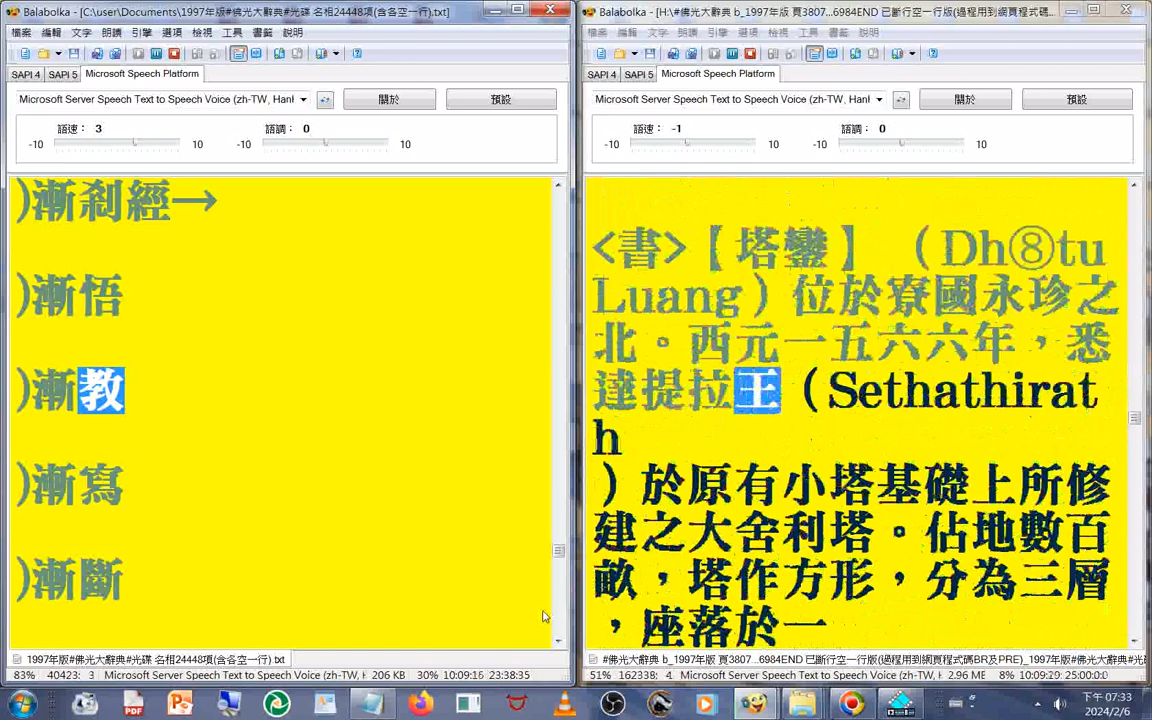 Balabolka - [C:\user\Documents\1997年版#佛光大辭典#光碟 名相24448項(含各空一行).txt]
檔案 編輯 文字 朗讀 引擎 選項 檢視 工具 書籤 說明
SAPI 4 SAPI 5 Microsoft Speech Platform
Microsoft Server Speech Text to Speech Voice (zh-TW, Hanl
關於
預設
語速： 3
語調： 0
-10 10 -10 10
)漸剎經→
)漸悟
)漸教
)漸寫
)漸斷
1997年版#佛光大辭典#光碟 名相24448項(含各空一行).txt
83% 40423: 3 Microsoft Server Speech Text to Speech Voice (zh-TW, H 206 KB 30% 10:09:16 23:38:35
Balabolka - [H:\#佛光大辭典 b_1997年版 頁3807...6984END 已斷行空一行版(過程用到網頁程式碼
檔案 編輯 文字 朗讀 引擎 選項 檢視 工具 書籤 說明
SAPI 4 SAPI 5 Microsoft Speech Platform
Microsoft Server Speech Text to Speech Voice (zh-TW, Hanl
關於
預設
語速： -1
語調： 0
-10 10 -10 10
<書>【塔鑾】（Dh⑧tu
Luang）位於寮國永珍之
北。西元一五六六年，悉
達提拉王（Sethathirat
h
）於原有小塔基礎上所修
建之大舍利塔。佔地數百
畝，塔作方形，分為三層
，座落於一
#佛光大辭典 b_1997年版 頁3807...6984END 已斷行空一行版(過程用到網頁程式碼BR及PRE)_1997年版#佛光
51% 162338: 4 Microsoft Server Speech Text to Speech Voice (zh-TW, H 2.96 ME 8% 10:09:29; 25:00:0.0
下午 07:33
2024/2/6